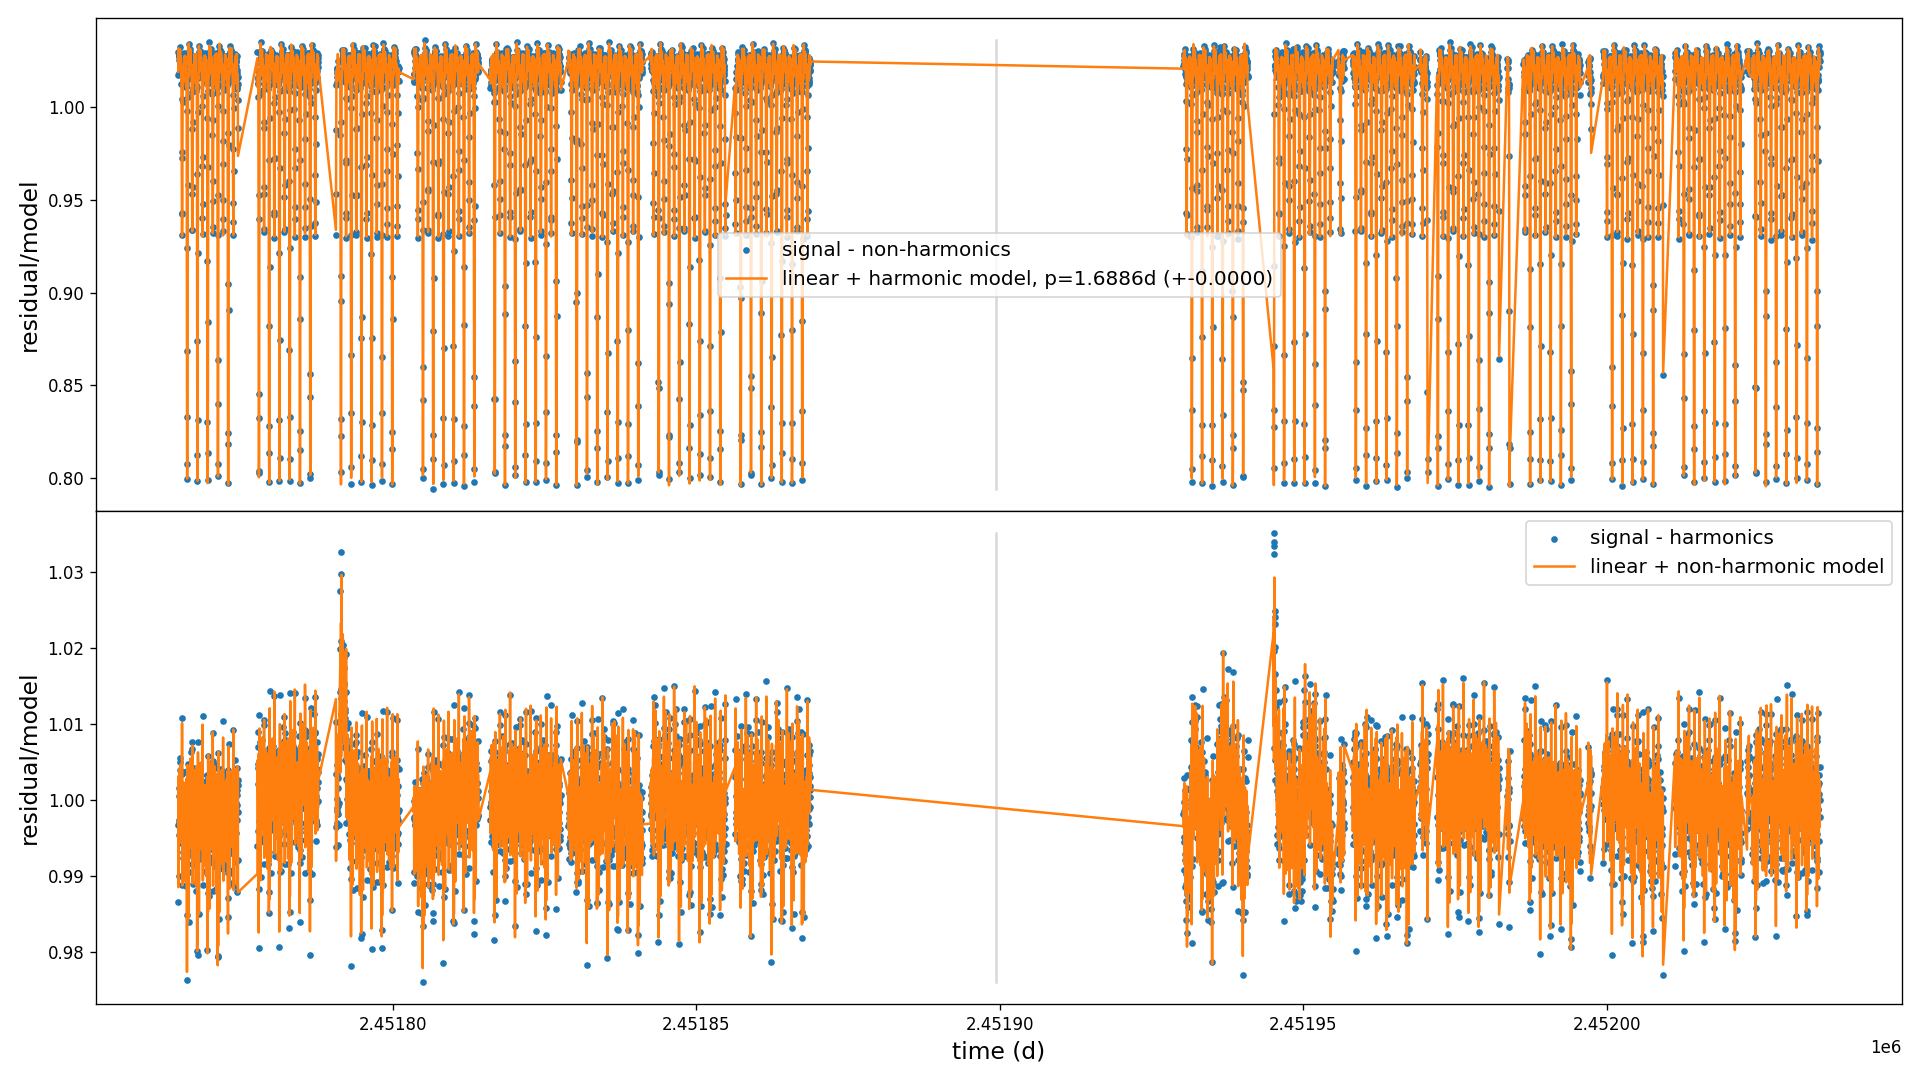 residual/model
1.00
0.95
0.90
0.85
0.80
signal - non-harmonics
linear + harmonic model, p=1.6886d (+-0.0000)
residual/model
1.03
1.02
1.01
1.00
0.99
0.98
signal - harmonics
linear + non-harmonic model
2.45180
2.45185
2.45190
2.45195
2.45200
time (d)
1e6